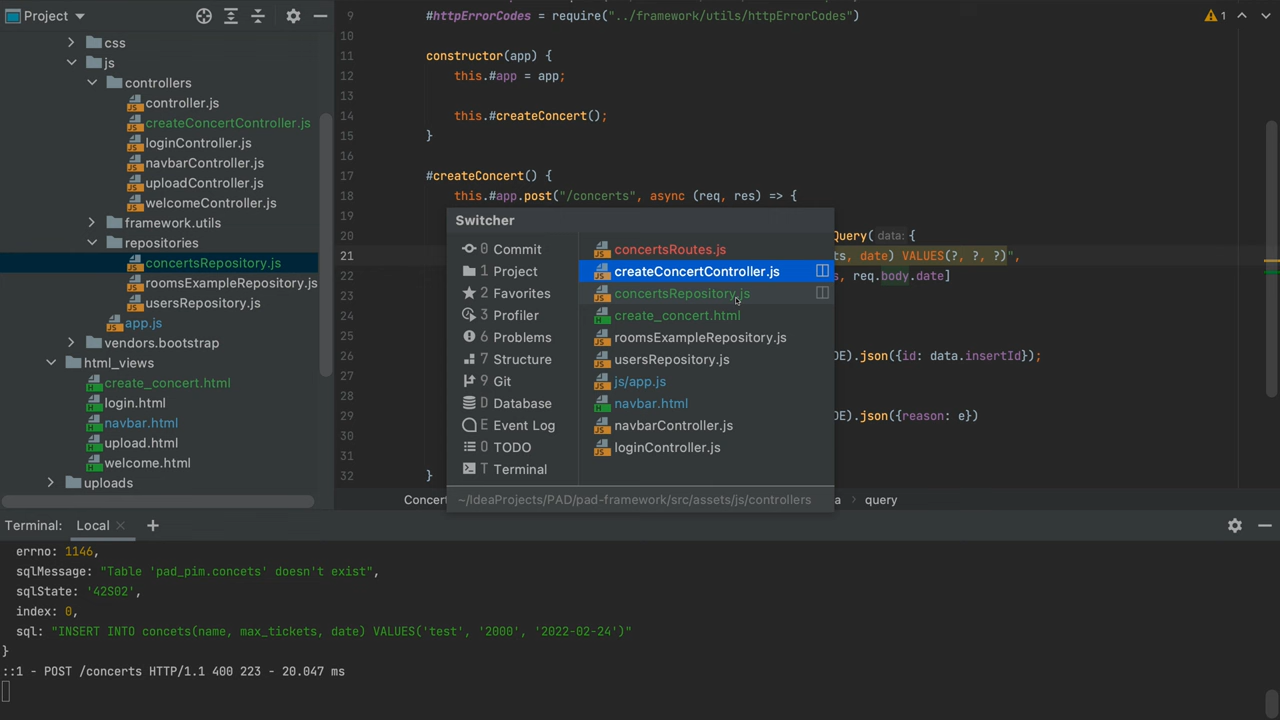 Project
css
js
controllers
controller.js
createConcertController.js
loginController.js
navbarController.js
uploadController.js
welcomeController.js
framework.utils
repositories
concertsRepository.js
roomsExampleRepository.js
usersRepository.js
app.js
vendors.bootstrap
html_views
create_concert.html
login.html
navbar.html
upload.html
welcome.html
uploads
1
9 #httpErrorCodes = require("../framework/utils/httpErrorCodes")
10
11 constructor(app) {
12 this.#app = app;
13
14 this.#createConcert();
15 }
16
17 #createConcert() {
18 this.#app.post("/concerts", async (req, res) => {
19
20 Query( data: {
21 ts, date) VALUES(?, ?, ?)",
22 s, req.body.date]
23
24
25
26 DE).json({id: data.insertId});
27
28
29 DE).json({reason: e})
30
31
32 }
Switcher
0 Commit
1 Project
2 Favorites
3 Profiler
6 Problems
7 Structure
9 Git
D Database
E Event Log
O TODO
T Terminal
concertsRoutes.js
createConcertController.js
concertsRepository.js
create_concert.html
roomsExampleRepository.js
usersRepository.js
js/app.js
navbar.html
navbarController.js
loginController.js
~/IdeaProjects/PAD/pad-framework/src/assets/js/controllers
Concert
a query
Terminal: Local
errno: 1146,
sqlMessage: "Table 'pad_pim.concets' doesn't exist",
sqlState: '42S02',
index: 0,
sql: "INSERT INTO concets(name, max_tickets, date) VALUES('test', '2000', '2022-02-24')"
}
::1 - POST /concerts HTTP/1.1 400 223 - 20.047 ms